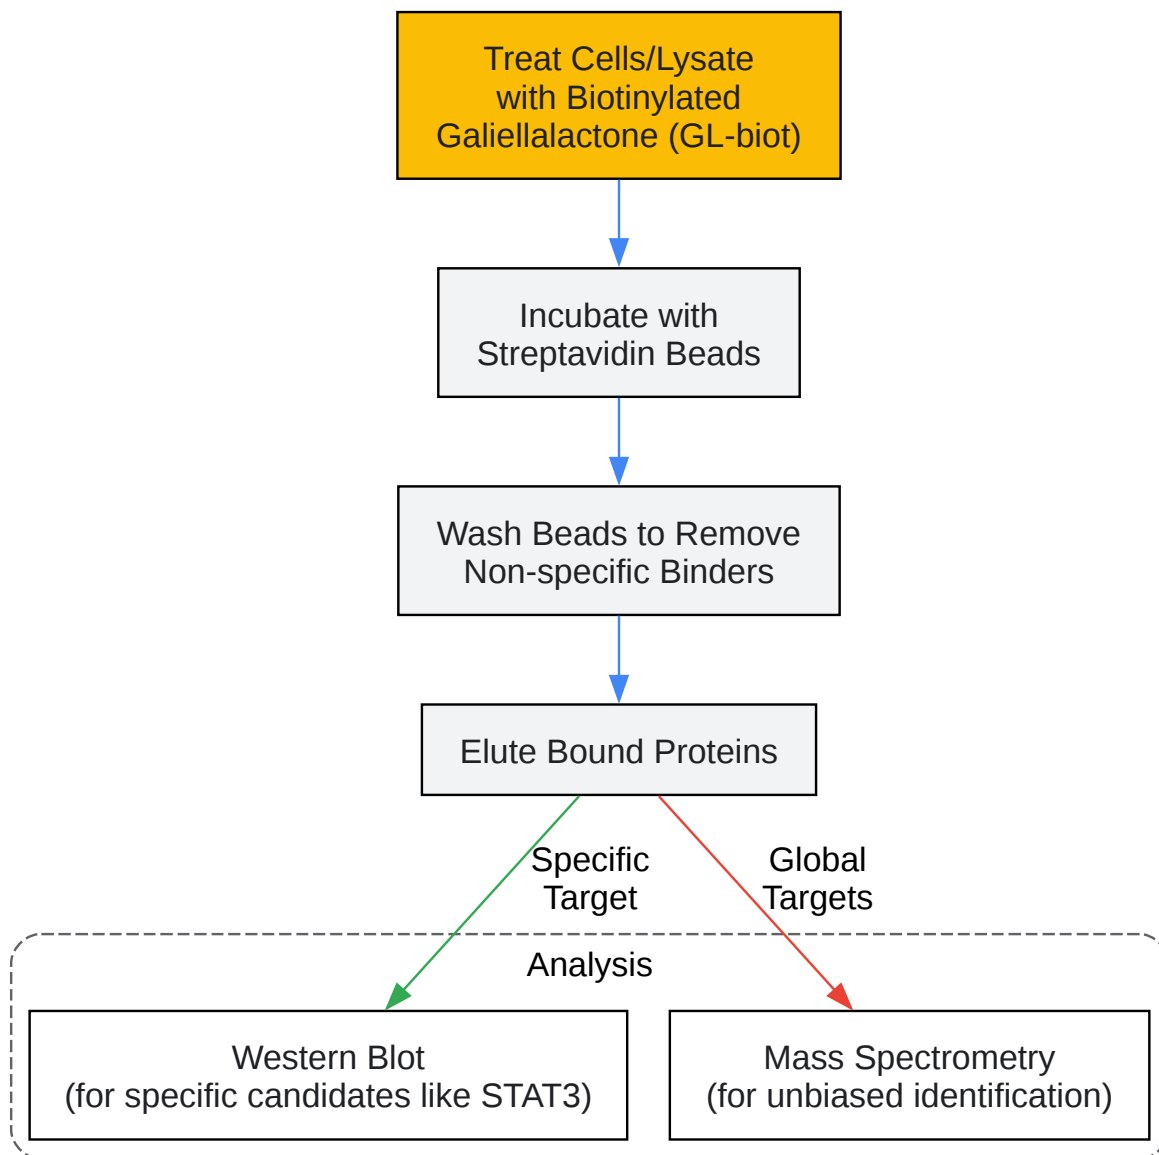 Treat Cells/Lysate
with Biotinylated
Galiellalactone (GL-biot)
Incubate with
Streptavidin Beads
Wash Beads to Remove
Non-specific Binders
Elute Bound Proteins
Specific
Target
Global
Targets
Analysis
Western Blot
(for specific candidates like STAT3)
Mass Spectrometry
(for unbiased identification)